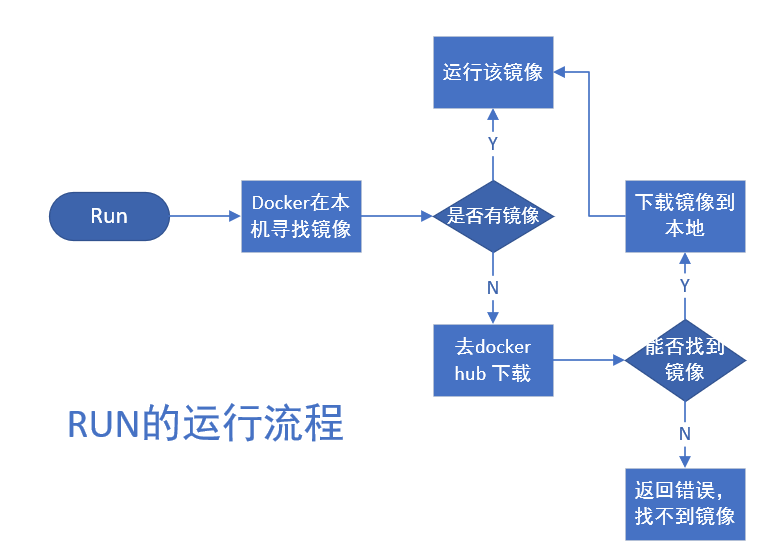 运行该镜像
Y
Run
Docker在本
机寻找镜像
是否有镜像
下载镜像到
本地
N
Y
去docker
hub 下载
能否找到
镜像
RUN的运行流程
N
返回错误，
找不到镜像